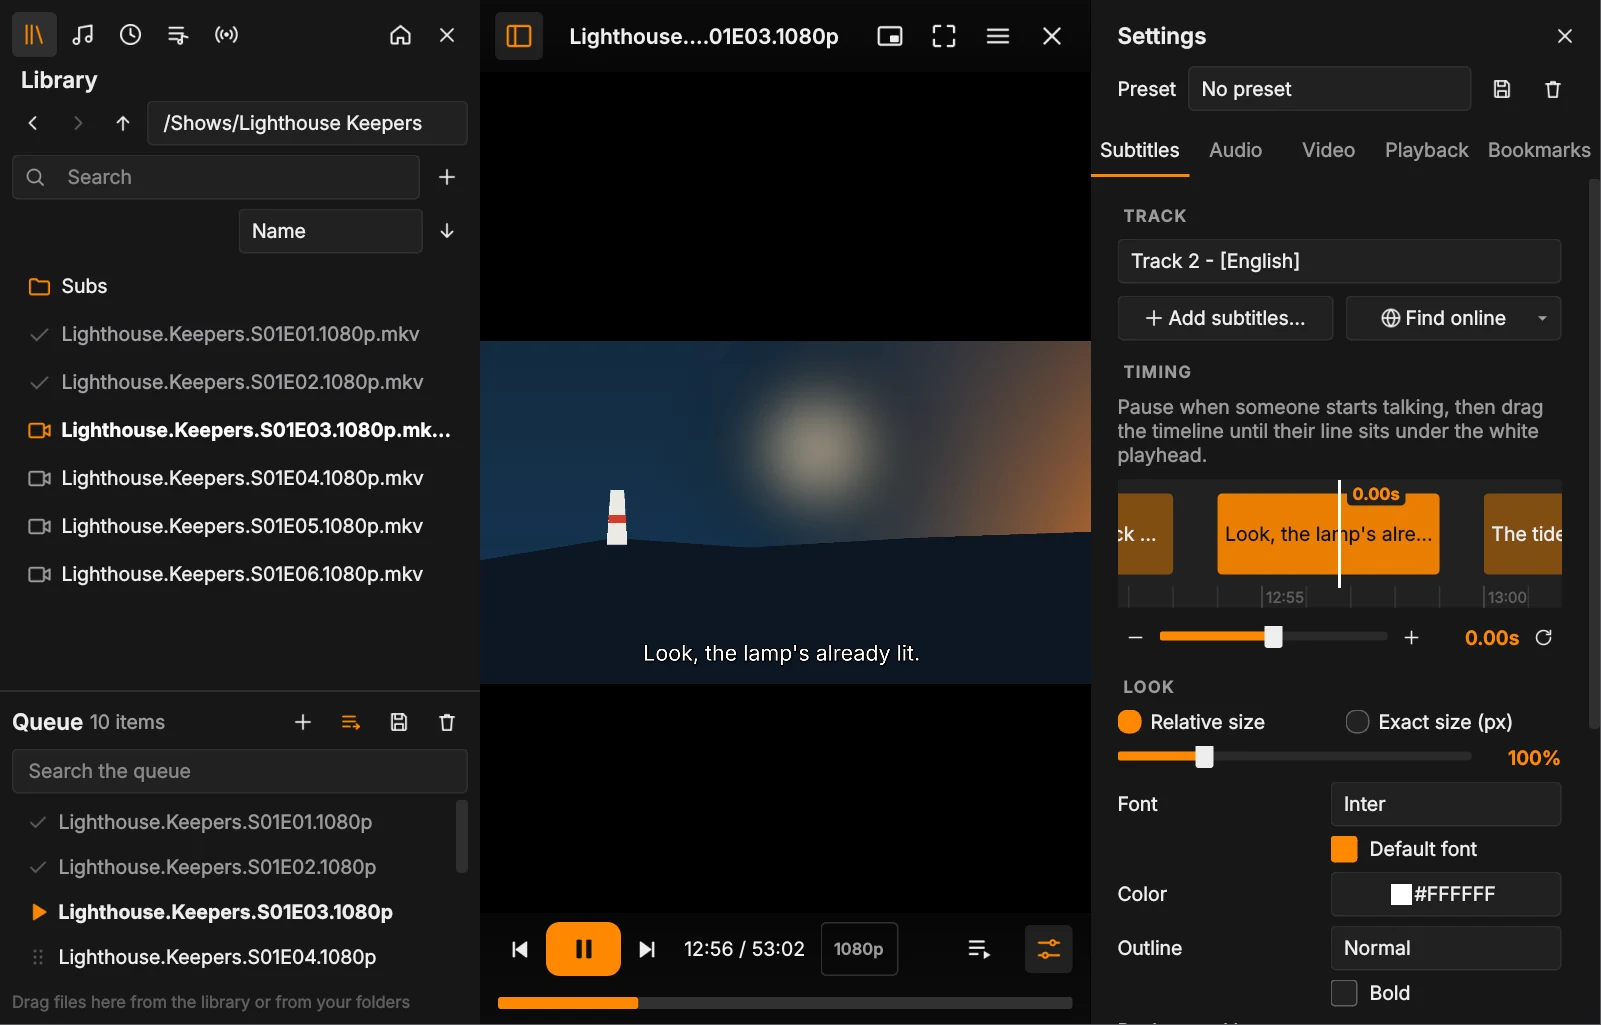 Library
/Shows/Lighthouse Keepers
Search
Name
Subs
Lighthouse.Keepers.S01E01.1080p.mkv
Lighthouse.Keepers.S01E02.1080p.mkv
Lighthouse.Keepers.S01E03.1080p.mk...
Lighthouse.Keepers.S01E04.1080p.mkv
Lighthouse.Keepers.S01E05.1080p.mkv
Lighthouse.Keepers.S01E06.1080p.mkv
Queue 10 items
Search the queue
Lighthouse.Keepers.S01E01.1080p
Lighthouse.Keepers.S01E02.1080p
Lighthouse.Keepers.S01E03.1080p
Lighthouse.Keepers.S01E04.1080p
Drag files here from the library or from your folders
Lighthouse....01E03.1080p
Look, the lamp's already lit.
12:56 / 53:02
1080p
Settings
Preset
No preset
Subtitles Audio Video Playback Bookmarks
TRACK
Track 2 - [English]
+ Add subtitles...
Find online
TIMING
Pause when someone starts talking, then drag
the timeline until their line sits under the white
playhead.
0.00s
ck ...
Look, the lamp's alre...
The tide
12:55
13:00
0.00s
LOOK
Relative size
Exact size (px)
100%
Font
Inter
Default font
Color
#FFFFFF
Outline
Normal
Bold